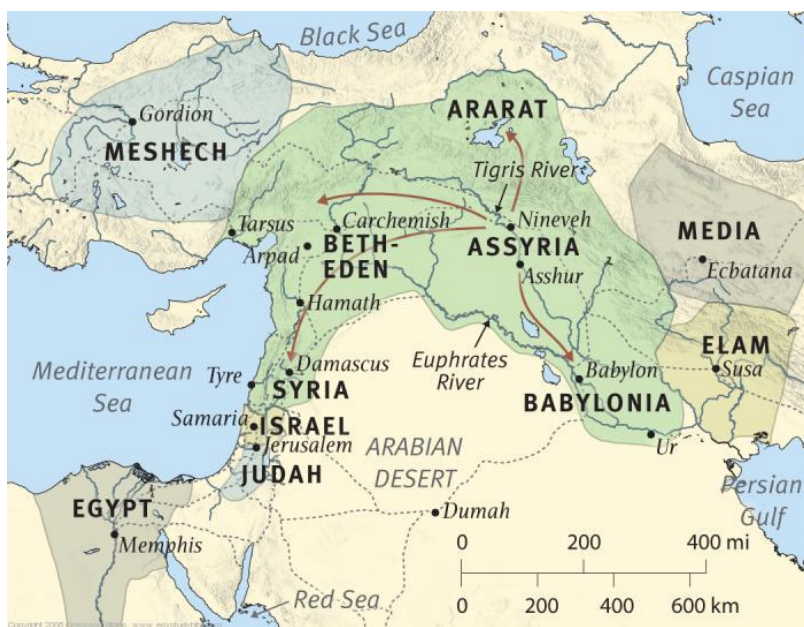 Black Sea
Caspian
Sea
Gordion
MESHECH
ARARAT
Tigris River
Tarsus
Carchemish
Nineveh
MEDIA
Arpad
BETH-
EDEN
ASSYRIA
Ecbatana
Asshur
Hamath
ELAM
Mediterranean
Sea
Tyre
Damascus
Euphrates
River
Babylon
Susa
SYRIA
BABYLONIA
Samaria
ISRAEL
Jerusalem
ARABIAN
DESERT
Ur
JUDAH
Persian
Gulf
EGYPT
Dumah
Memphis
0 200 400 mi
0 200 400 600 km
Red Sea